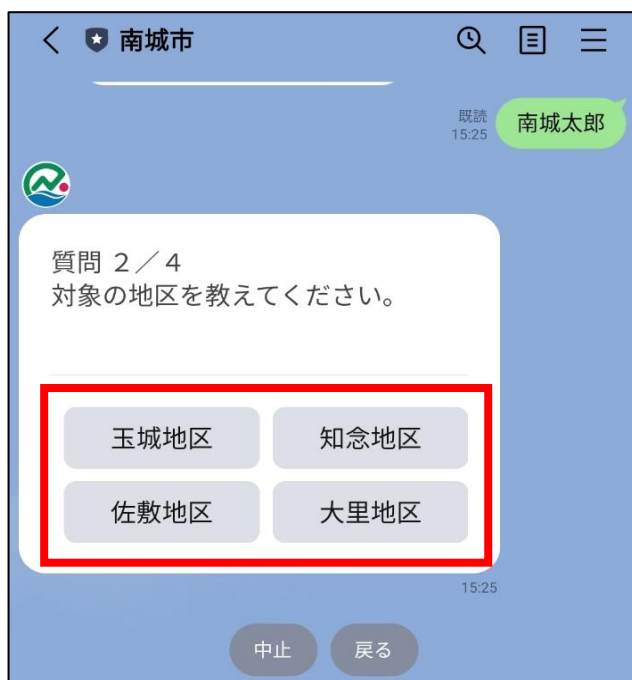 南城市
既読
15:25
南城太郎
質問 2/4
対象の地区を教えてください。
玉城地区
知念地区
佐敷地区
大里地区
15:25
中止
戻る